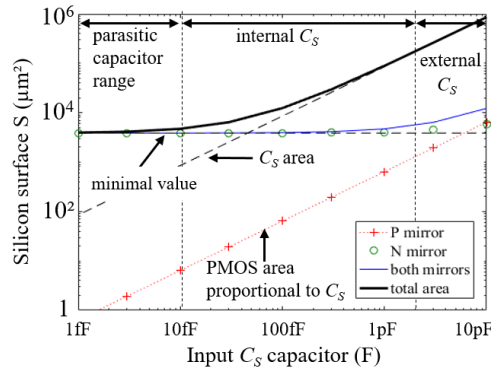 10⁶
10⁴
10²
1
Silicon surface S (µm²)
parasitic
capacitor
range
internal C_S
external
C_S
C_S area
minimal value
PMOS area
proportional to C_S
P mirror
N mirror
both mirrors
total area
1fF 10fF 100fF 1pF 10pF
Input C_S capacitor (F)